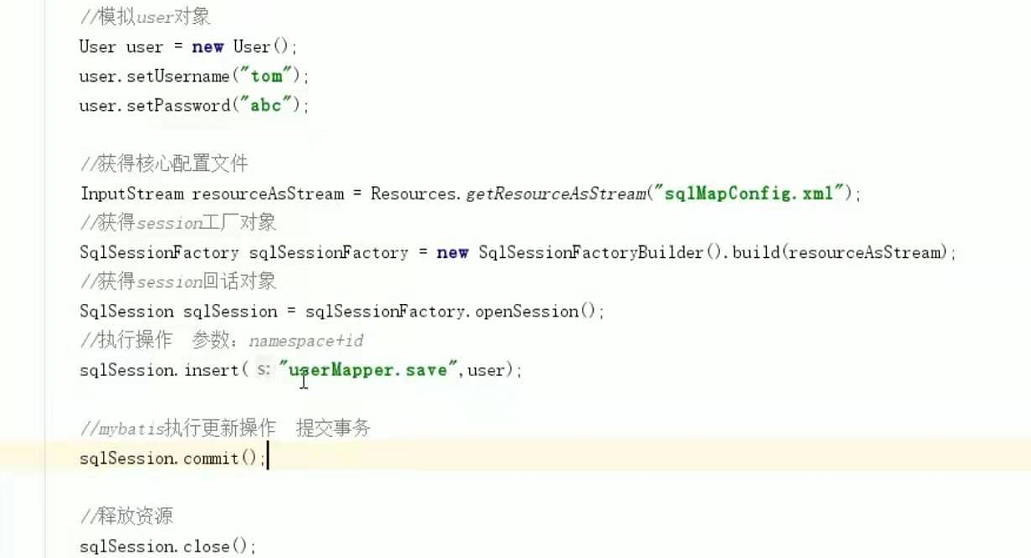 //模拟user对象
User user = new User();
user.setUsername("tom");
user.setPassword("abc");
//获得核心配置文件
InputStream resourceAsStream = Resources.getResourceAsStream("sqlMapConfig.xml");
//获得session工厂对象
SqlSessionFactory sqlSessionFactory = new SqlSessionFactoryBuilder().build(resourceAsStream);
//获得session回话对象
SqlSession sqlSession = sqlSessionFactory.openSession();
//执行操作 参数：namespace+id
sqlSession.insert( s: "userMapper.save",user);
//mybatis执行更新操作 提交事务
sqlSession.commit();
//释放资源
sqlSession.close();